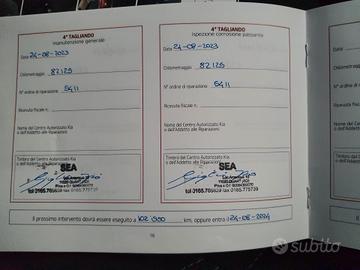 4° TAGLIANDO
manutenzione generale
Data 24-08-2023
Chilometraggio: 82125
N° ordine di riparazione: 5411
Ricevuta fiscale n.:
Nome del Centro Autorizzato Kia
o dell'Addetto alle Riparazioni:
Timbro del Centro Autorizzato Kia
o dell'Addetto alle Riparazioni:
SEA
4° TAGLIANDO
ispezione corrosione passante
Data 24-08-2023
Chilometraggio: 82125
N° ordine di riparazione: 5411
Ricevuta fiscale n.:
Nome del Centro Autorizzato Kia
o dell'Addetto alle Riparazioni:
Timbro del Centro Autorizzato Kia
o dell'Addetto alle Riparazioni:
SEA
Il prossimo intervento dovrà essere eseguito a km, oppure entro il 24-08-2024
subito